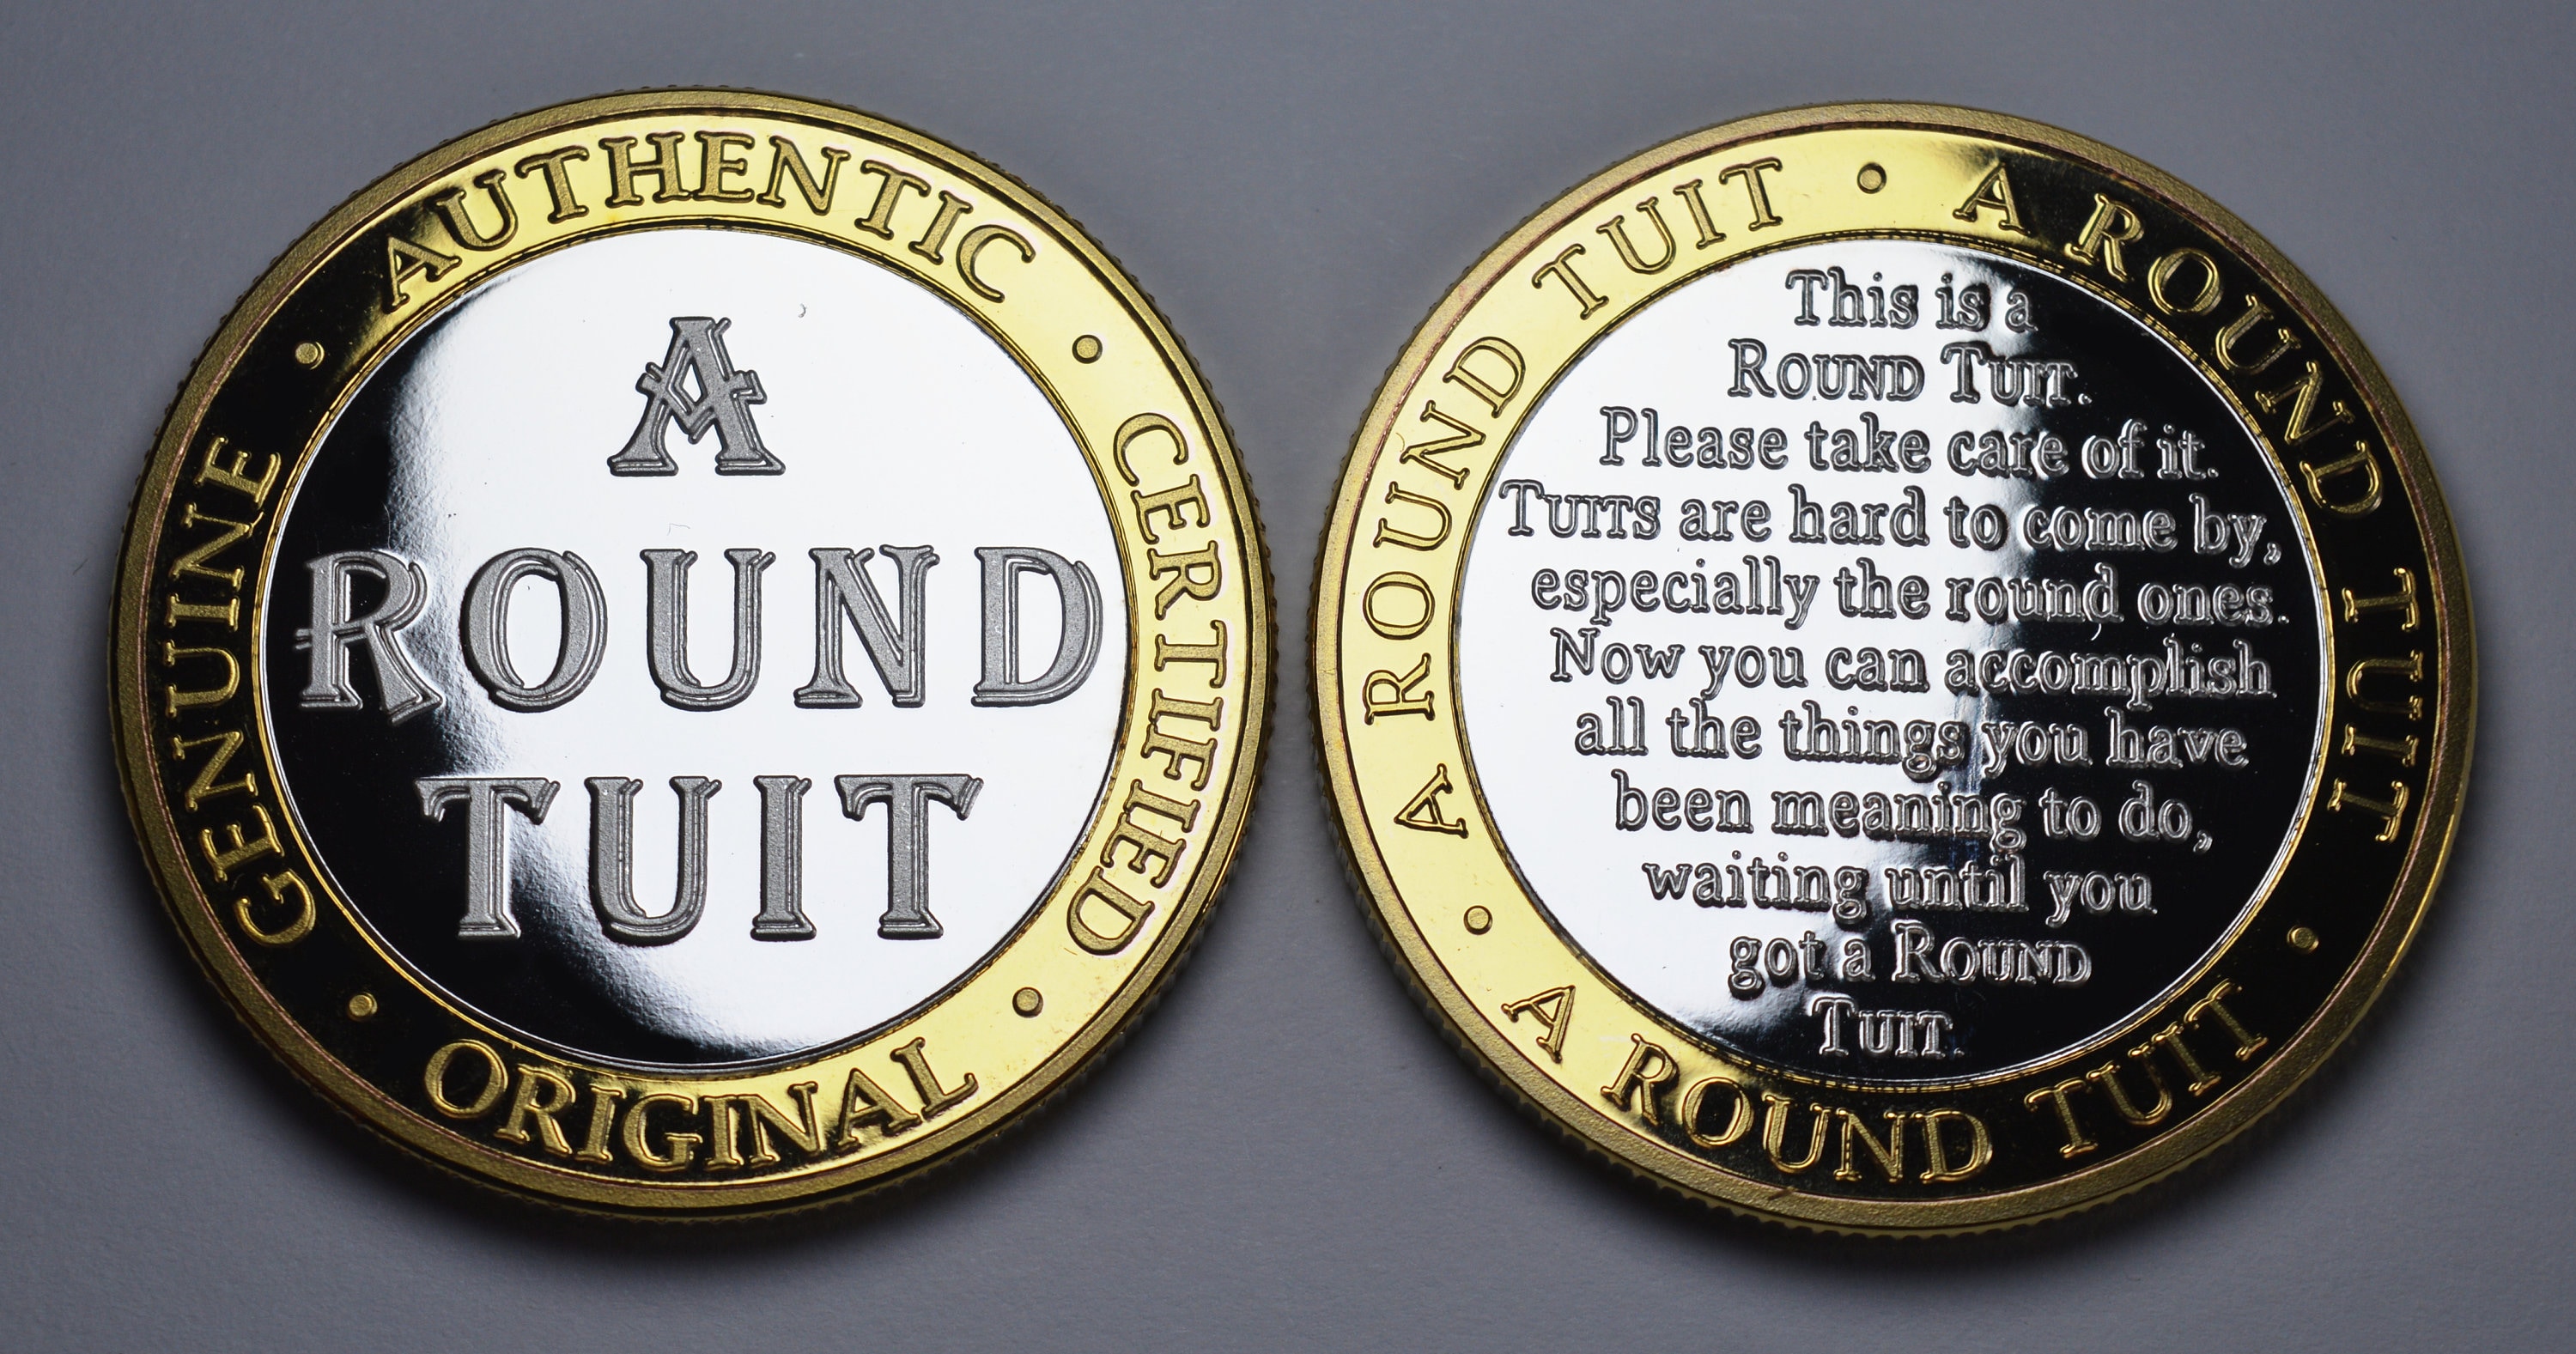 AUTHENTIC • CERTIFIED • ORIGINAL • GENUINE •
A
ROUND
TUIT
A ROUND TUIT • A ROUND TUIT • A ROUND TUIT •
This is a
ROUND TUIT.
Please take care of it.
TUITS are hard to come by,
especially the round ones.
Now you can accomplish
all the things you have
been meaning to do,
waiting until you
got a ROUND
TUIT.